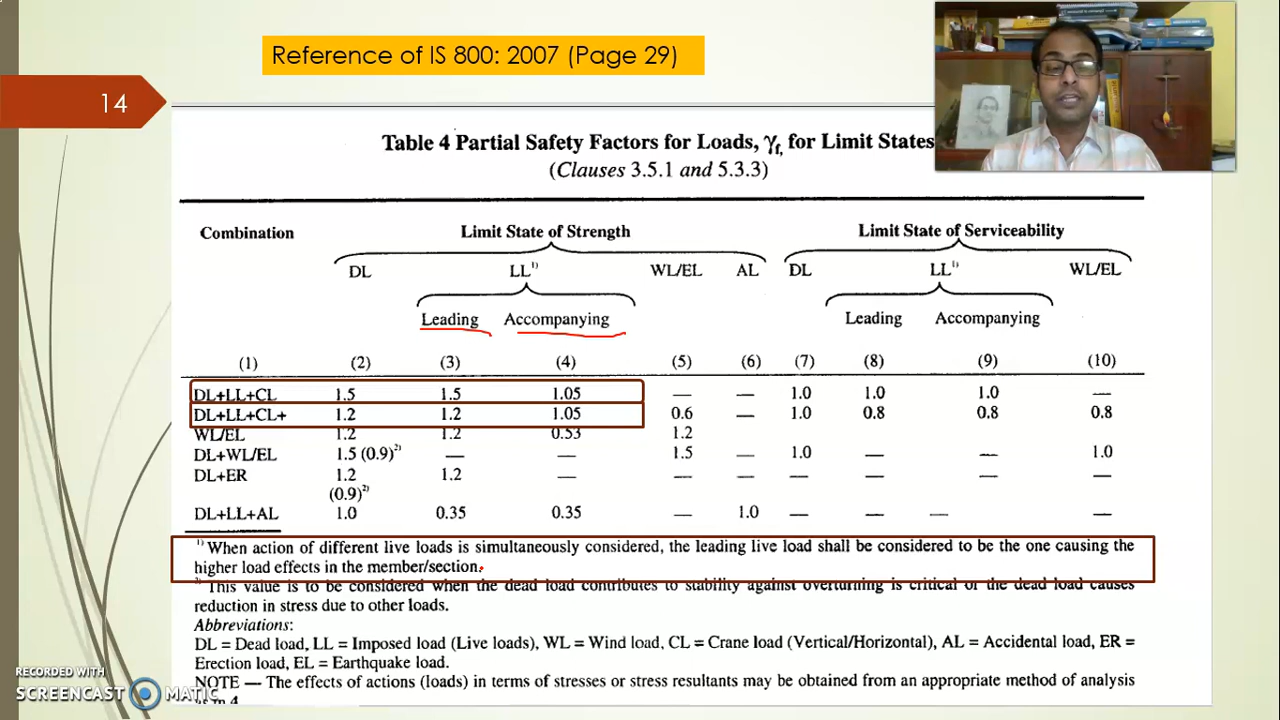 Reference of IS 800: 2007 (Page 29)
14
Table 4 Partial Safety Factors for Loads, γf, for Limit States
(Clauses 3.5.1 and 5.3.3)
Combination Limit State of Strength Limit State of Serviceability
DL LL¹⁾ WL/EL AL DL LL¹⁾ WL/EL
Leading Accompanying Leading Accompanying
(1) (2) (3) (4) (5) (6) (7) (8) (9) (10)
DL+LL+CL 1.5 1.5 1.05 — — 1.0 1.0 1.0 —
DL+LL+CL+ 1.2 1.2 1.05 0.6 — 1.0 0.8 0.8 0.8
WL/EL 1.2 1.2 0.53 1.2
DL+WL/EL 1.5 (0.9)²⁾ — — 1.5 — 1.0 — — 1.0
DL+ER 1.2 1.2 — — — — — — —
(0.9)²⁾
DL+LL+AL 1.0 0.35 0.35 — 1.0 — — — —
¹⁾ When action of different live loads is simultaneously considered, the leading live load shall be considered to be the one causing the
higher load effects in the member/section.
²⁾ This value is to be considered when the dead load contributes to stability against overturning is critical or the dead load causes
reduction in stress due to other loads.
Abbreviations:
DL = Dead load, LL = Imposed load (Live loads), WL = Wind load, CL = Crane load (Vertical/Horizontal), AL = Accidental load, ER =
Erection load, EL = Earthquake load.
NOTE — The effects of actions (loads) in terms of stresses or stress resultants may be obtained from an appropriate method of analysis
as in 4.
RECORDED WITH
SCREENCAST MATIC